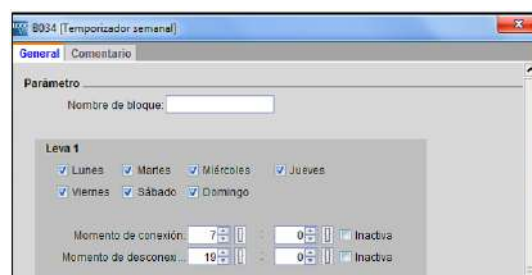 B034 [Temporizador semanal]
General Comentario
Parámetro
Nombre de bloque:
Leva 1
Lunes Martes Miércoles Jueves
Viernes Sábado Domingo
Momento de conexión: 7 : 0 Inactiva
Momento de desconexi... 19 : 0 Inactiva